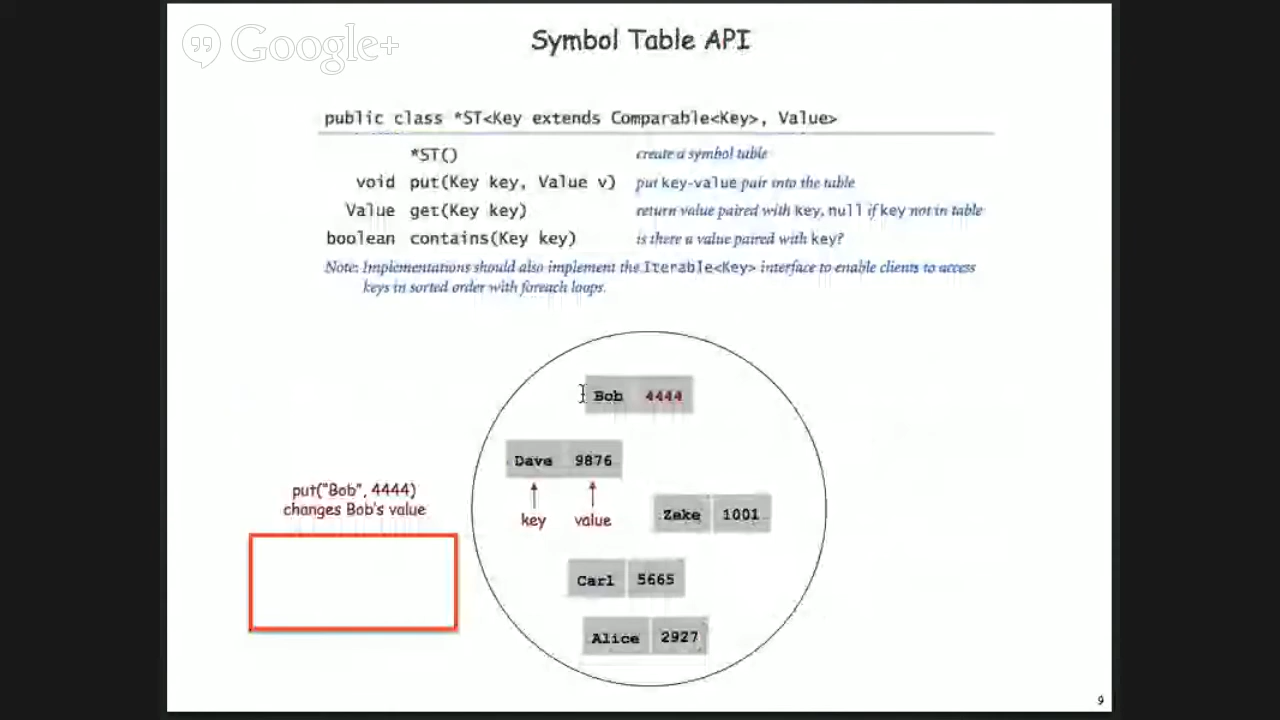 Google+
Symbol Table API
public class *ST<Key extends Comparable<Key>, Value>
*ST() create a symbol table
void put(Key key, Value v) put key-value pair into the table
Value get(Key key) return value paired with key, null if key not in table
boolean contains(Key key) is there a value paired with key?
Note: Implementations should also implement the Iterable<Key> interface to enable clients to access
keys in sorted order with foreach loops.
Bob 4444
Dave 9876
put("Bob", 4444)
changes Bob's value
key value
Zeke 1001
Carl 5665
Alice 2927
9